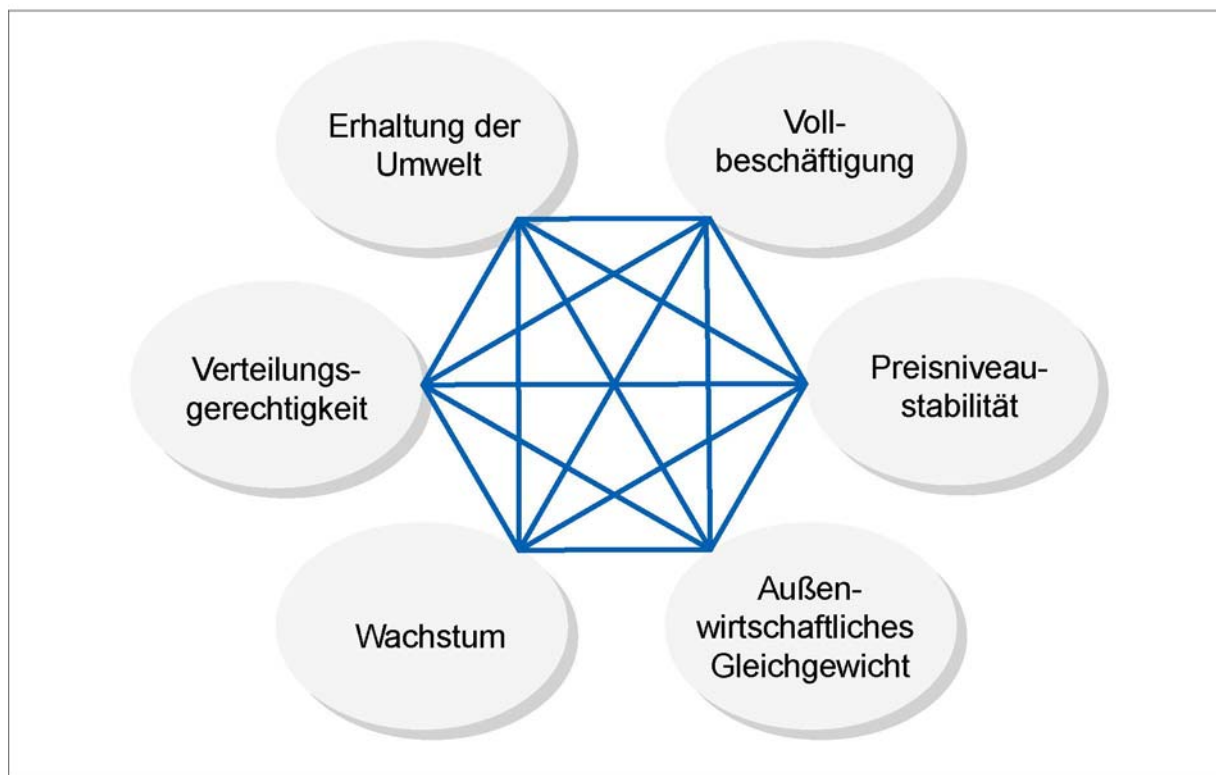 Erhaltung der
Umwelt
Voll-
beschäftigung
Verteilungs-
gerechtigkeit
Preisniveau-
stabilität
Wachstum
Außen-
wirtschaftliches
Gleichgewicht